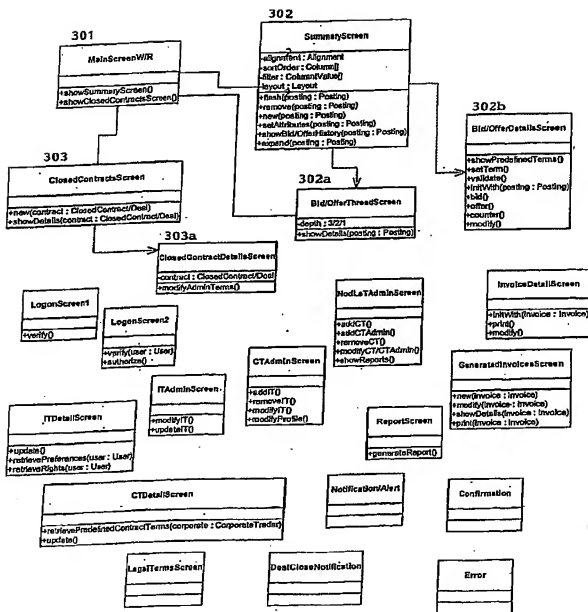 301
MainScreenW/R
+showSummaryScreen()
+showClosedContractsScreen()
302
SummaryScreen
-alignment : Alignment
-sortOrder : Column[]
-filter : ColumnValue[]
-layout : Layout
+flash(posting : Posting)
+remove(posting : Posting)
+new(posting : Posting)
+setAttributes(posting : Posting)
+showBid/OfferHistory(posting : Posting)
+expand(posting : Posting)
302b
Bid/OfferDetailsScreen
+showPredefinedTerms()
+setTerm()
+validate()
+initWith(posting : Posting)
+bid()
+offer()
+counter()
+modify()
303
ClosedContractsScreen
+new(contract : ClosedContract/Deal)
+showDetails(contract : ClosedContract/Deal)
302a
Bid/OfferThreadScreen
-depth : 3/2/1
+showDetails(posting : Posting)
303a
ClosedContractDetailsScreen
-contract : ClosedContract/Deal
+modifyAdminTerms()
LogonScreen1
+verify()
LogonScreen2
+verify(user : User)
+authorize()
NodLeTAdminScreen
+addCT()
+addCTAdmin()
+removeCT()
+modifyCT/CTAdmin()
+showReports()
InvoiceDetailScreen
+initWith(invoice : Invoice)
+print()
+modify()
ITAdminScreen
+modifyIT()
+updateIT()
CTAdminScreen
+addIT()
+removeIT()
+modifyIT()
+modifyProfile()
GeneratedInvoicesScreen
+new(invoice : Invoice)
+modify(invoice : Invoice)
+showDetails(invoice : Invoice)
+print(invoice : Invoice)
ITDetailScreen
+update()
+retrievePreferences(user : User)
+retrieveRights(user : User)
ReportScreen
+generateReport()
CTDetailScreen
+retrievePredefinedContractTerms(corporate : CorporateTrader)
+update()
Notification/Alert
Confirmation
LegalTermsScreen
DealCloseNotification
Error